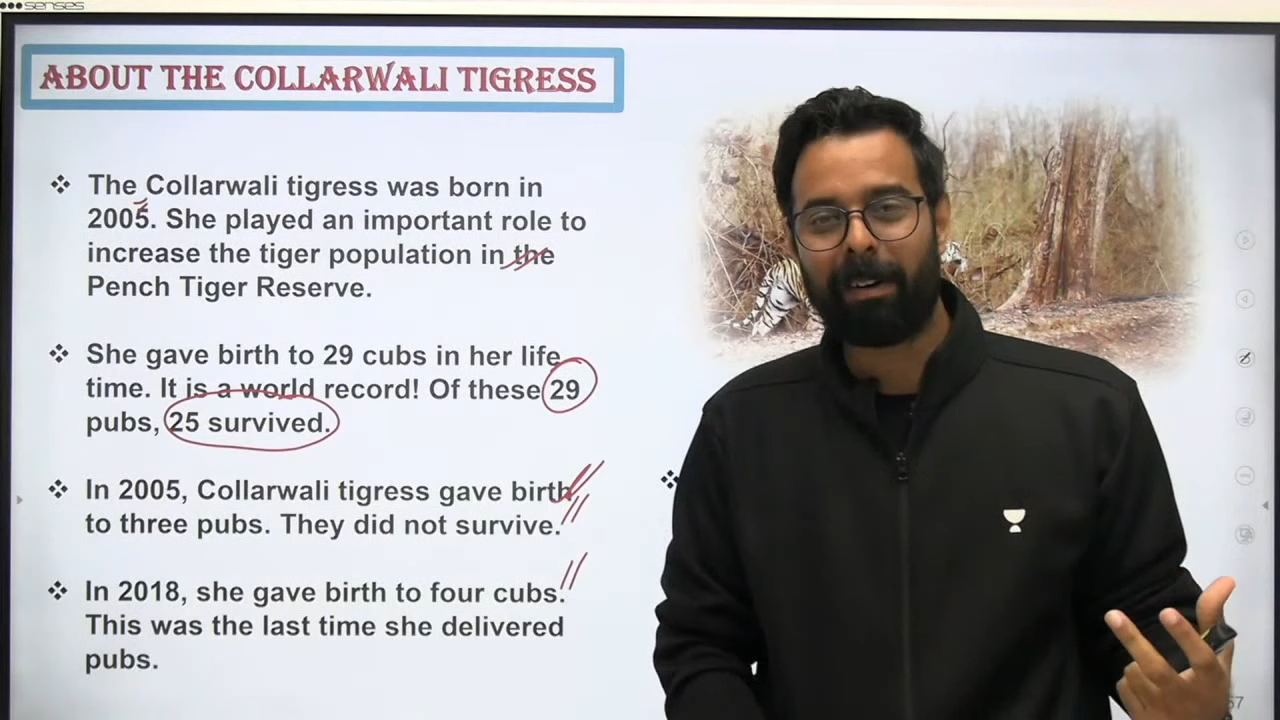 senses
ABOUT THE COLLARWALI TIGRESS
The Collarwali tigress was born in
2005. She played an important role to
increase the tiger population in the
Pench Tiger Reserve.
She gave birth to 29 cubs in her life
time. It is a world record! Of these 29
pubs, 25 survived.
In 2005, Collarwali tigress gave birth
to three pubs. They did not survive.
In 2018, she gave birth to four cubs.
This was the last time she delivered
pubs.
67